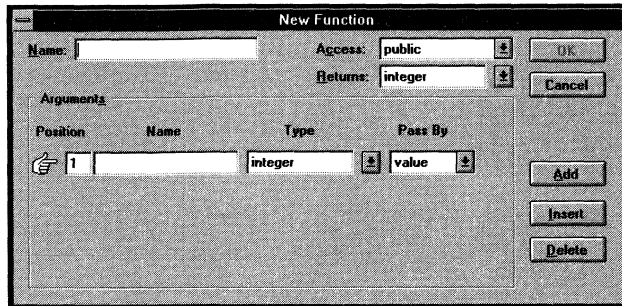 New Function
Name:
Access: public
OK
Returns: integer
Cancel
Arguments
Position Name Type Pass By
1 integer value
Add
Insert
Delete